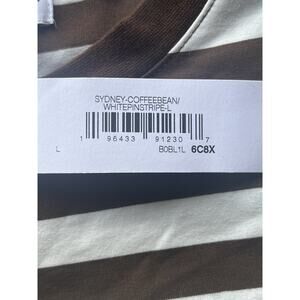 SYDNEY-COFFEEBEAN/
WHITEPINSTRIPE-L
1 96433 91230 7
L B0BL1L 6C8X